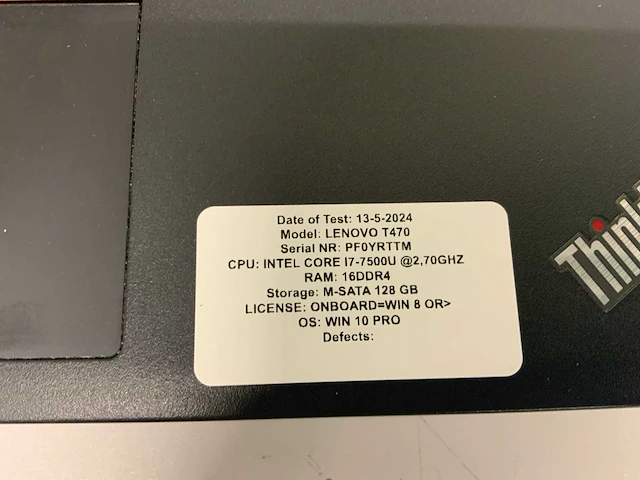 Date of Test: 13-5-2024
Model: LENOVO T470
Serial NR: PF0YRTTM
CPU: INTEL CORE I7-7500U @2,70GHZ
RAM: 16DDR4
Storage: M-SATA 128 GB
LICENSE: ONBOARD=WIN 8 OR>
OS: WIN 10 PRO
Defects:
Think